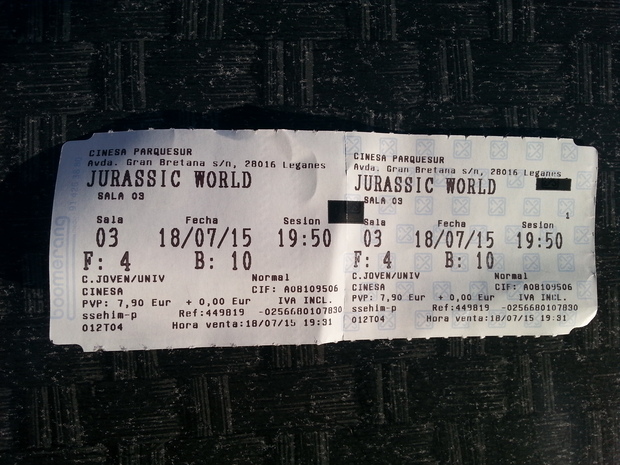 CINESA PARQUESUR
Avda. Gran Bretana s/n, 28016 Leganes
JURASSIC WORLD
SALA 03
Sala Fecha Sesion
03 18/07/15 19:50
F: 4 B: 10
C.JOVEN/UNIV Normal
CINESA CIF: A08109506
PVP: 7,90 Eur + 0,00 Eur IVA INCL.
ssehim-p Ref:449819 -0256680107830
012T04 Hora venta:18/07/15 19:31
boomerang
CINESA PARQUESUR
Avda. Gran Bretana s/n, 28016 Leganes
JURASSIC WORLD
SALA 03
1
Sala Fecha Sesion
03 18/07/15 19:50
F: 4 B: 10
C.JOVEN/UNIV Normal
CINESA CIF: A08109506
PVP: 7,90 Eur + 0,00 Eur IVA INCL.
ssehim-p Ref:449819 -0256680107830
012T04 Hora venta:18/07/15 19:31